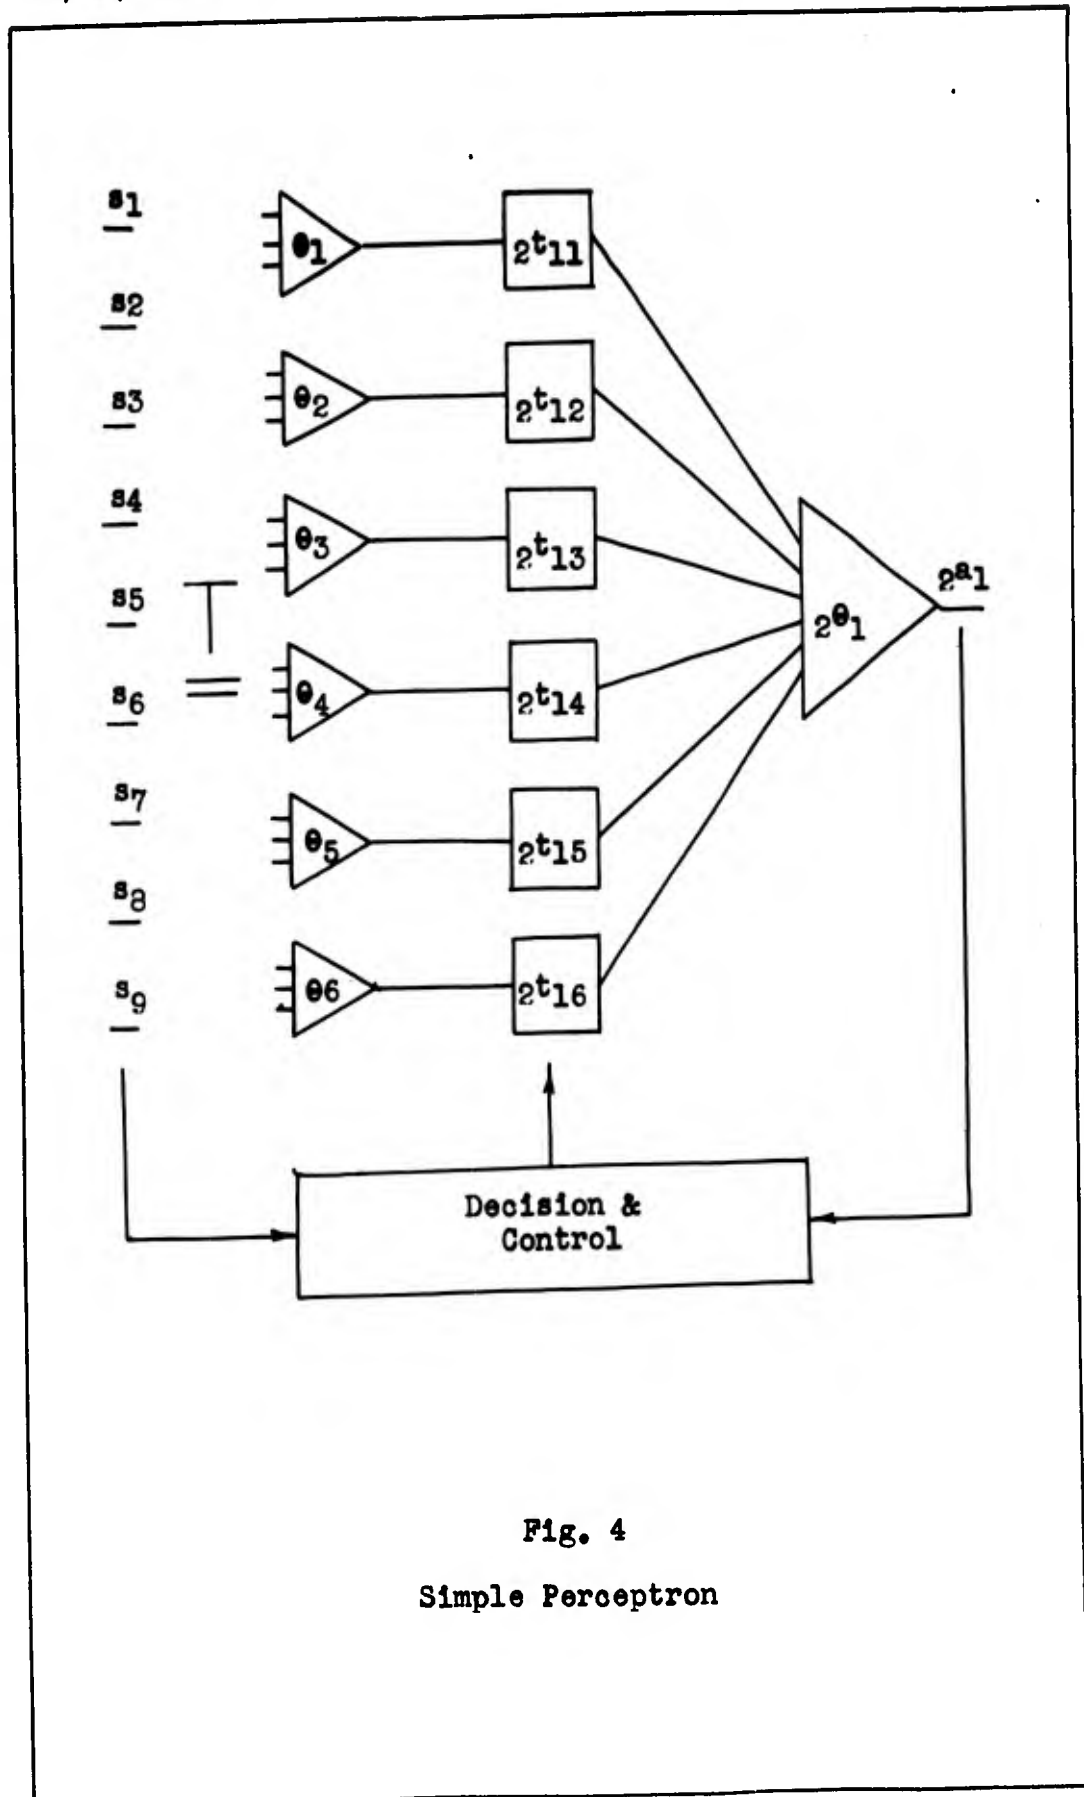 s1
s2
s3
s4
s5
s6
s7
s8
s9
T
=
θ1
θ2
θ3
θ4
θ5
θ6
2t11
2t12
2t13
2t14
2t15
2t16
2θ1
2a1
Decision &
Control
Fig. 4
Simple Perceptron